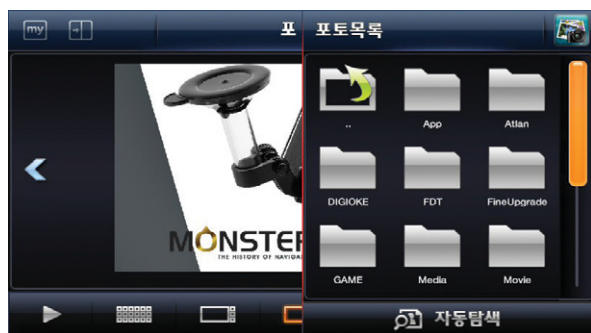 my
포
포토목록
..
App
Atlan
DIGIOKE
FDT
FineUpgrade
GAME
Media
Movie
MONSTER
THE HISTORY OF NAVIGA
자동탐색